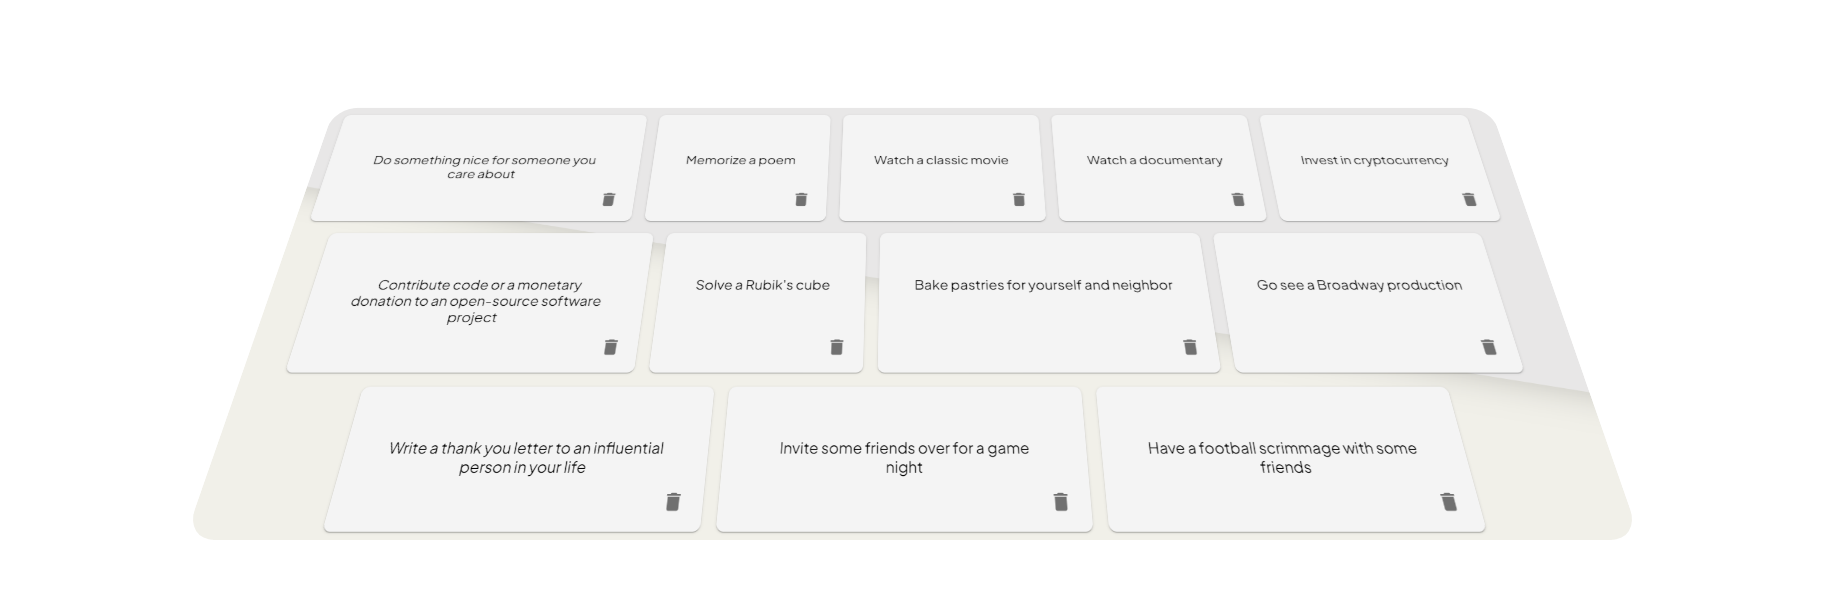 Do something nice for someone you
care about
Memorize a poem
Watch a classic movie
Watch a documentary
Invest in cryptocurrency
Contribute code or a monetary
donation to an open-source software
project
Solve a Rubik's cube
Bake pastries for yourself and neighbor
Go see a Broadway production
Write a thank you letter to an influential
person in your life
Invite some friends over for a game
night
Have a football scrimmage with some
friends